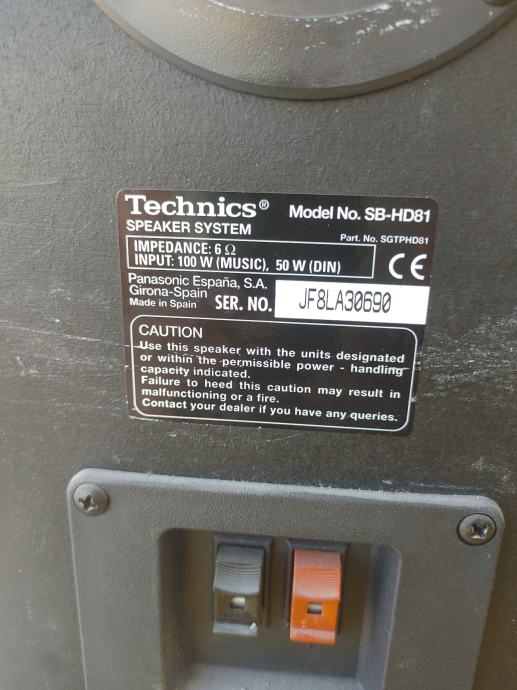 Technics® Model No. SB-HD81
SPEAKER SYSTEM Part. No. SGTPHD81
IMPEDANCE: 6 Ω
INPUT: 100 W (MUSIC), 50 W (DIN)
CE
Panasonic España, S.A.
Girona-Spain
Made in Spain SER. NO. JF8LA30690
CAUTION
Use this speaker with the units designated
or within the permissible power - handling
capacity indicated.
Failure to heed this caution may result in
malfunctioning or a fire.
Contact your dealer if you have any queries.